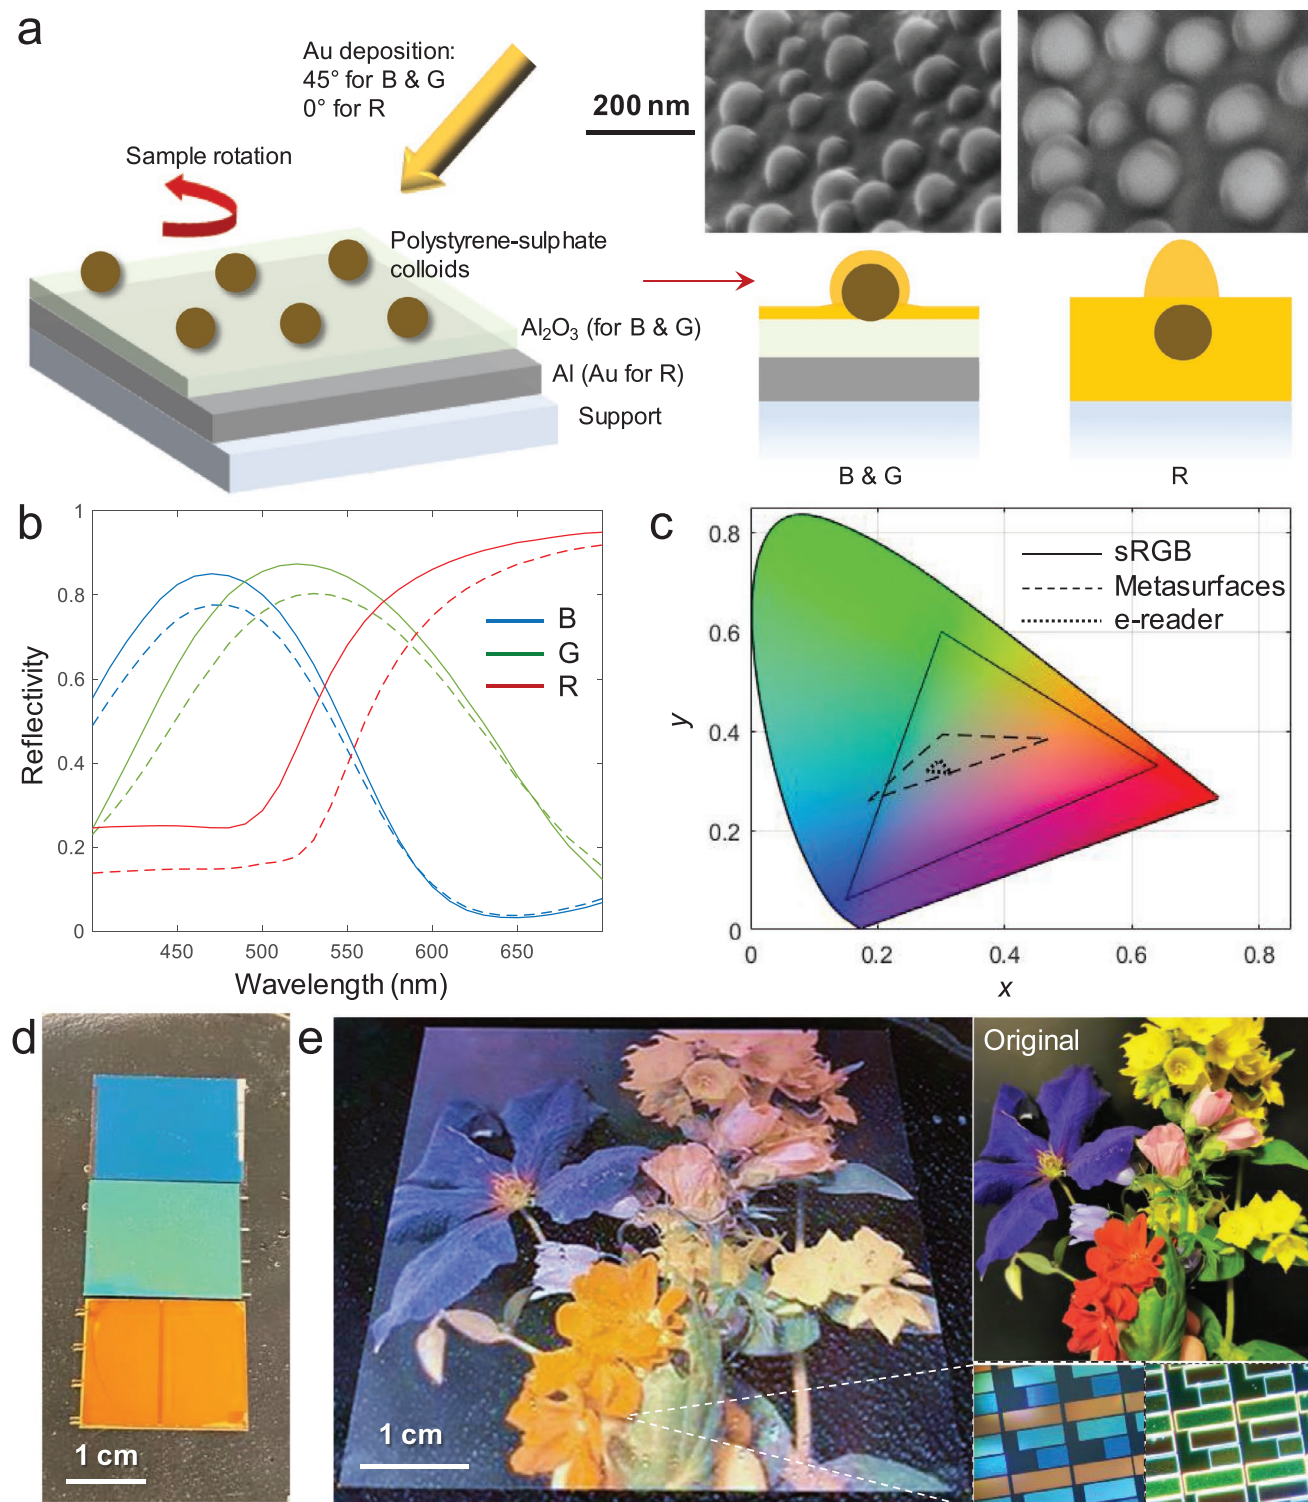 a
Au deposition:
45° for B & G
0° for R
200 nm
Sample rotation
Polystyrene-sulphate
colloids
Al₂O₃ (for B & G)
Al (Au for R)
Support
B & G
R
b
Reflectivity
1
0.8
0.6
0.4
0.2
0
450
500
550
600
650
Wavelength (nm)
B
G
R
c
y
0.8
0.6
0.4
0.2
0
0
0.2
0.4
0.6
0.8
x
sRGB
Metasurfaces
e-reader
d
1 cm
e
1 cm
Original